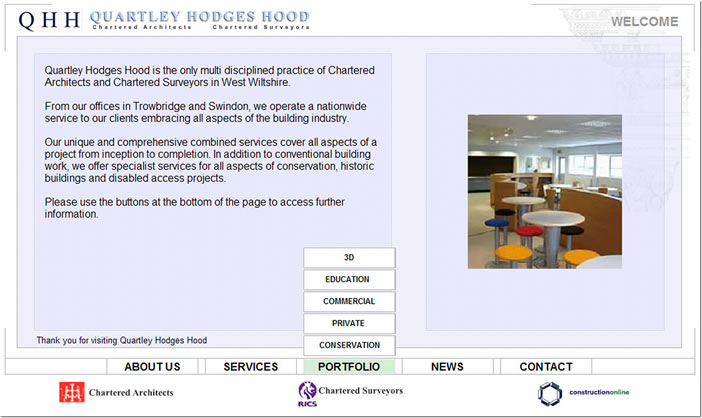 QHH QUARTLEY HODGES HOOD
Chartered Architects Chartered Surveyors
WELCOME
Quartley Hodges Hood is the only multi disciplined practice of Chartered
Architects and Chartered Surveyors in West Wiltshire.
From our offices in Trowbridge and Swindon, we operate a nationwide
service to our clients embracing all aspects of the building industry.
Our unique and comprehensive combined services cover all aspects of a
project from inception to completion. In addition to conventional building
work, we offer specialist services for all aspects of conservation, historic
buildings and disabled access projects.
Please use the buttons at the bottom of the page to access further
information.
3D
EDUCATION
COMMERCIAL
PRIVATE
CONSERVATION
Thank you for visiting Quartley Hodges Hood
ABOUT US SERVICES PORTFOLIO NEWS CONTACT
Chartered Architects
RICS Chartered Surveyors
constructiononline